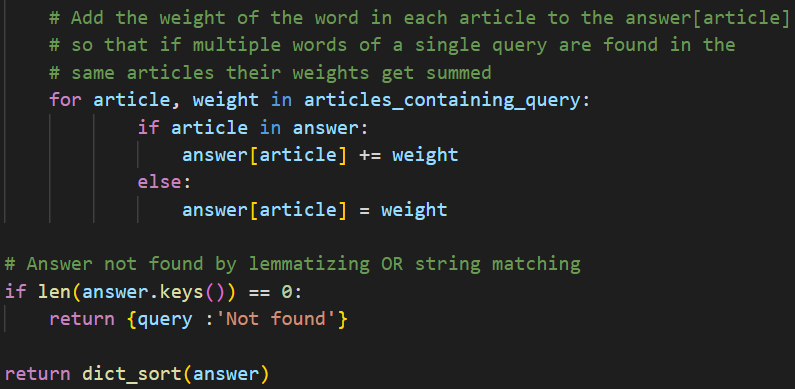 # Add the weight of the word in each article to the answer[article]
# so that if multiple words of a single query are found in the
# same articles their weights get summed
for article, weight in articles_containing_query:
if article in answer:
answer[article] += weight
else:
answer[article] = weight
# Answer not found by lemmatizing OR string matching
if len(answer.keys()) == 0:
return {query :'Not found'}
return dict_sort(answer)